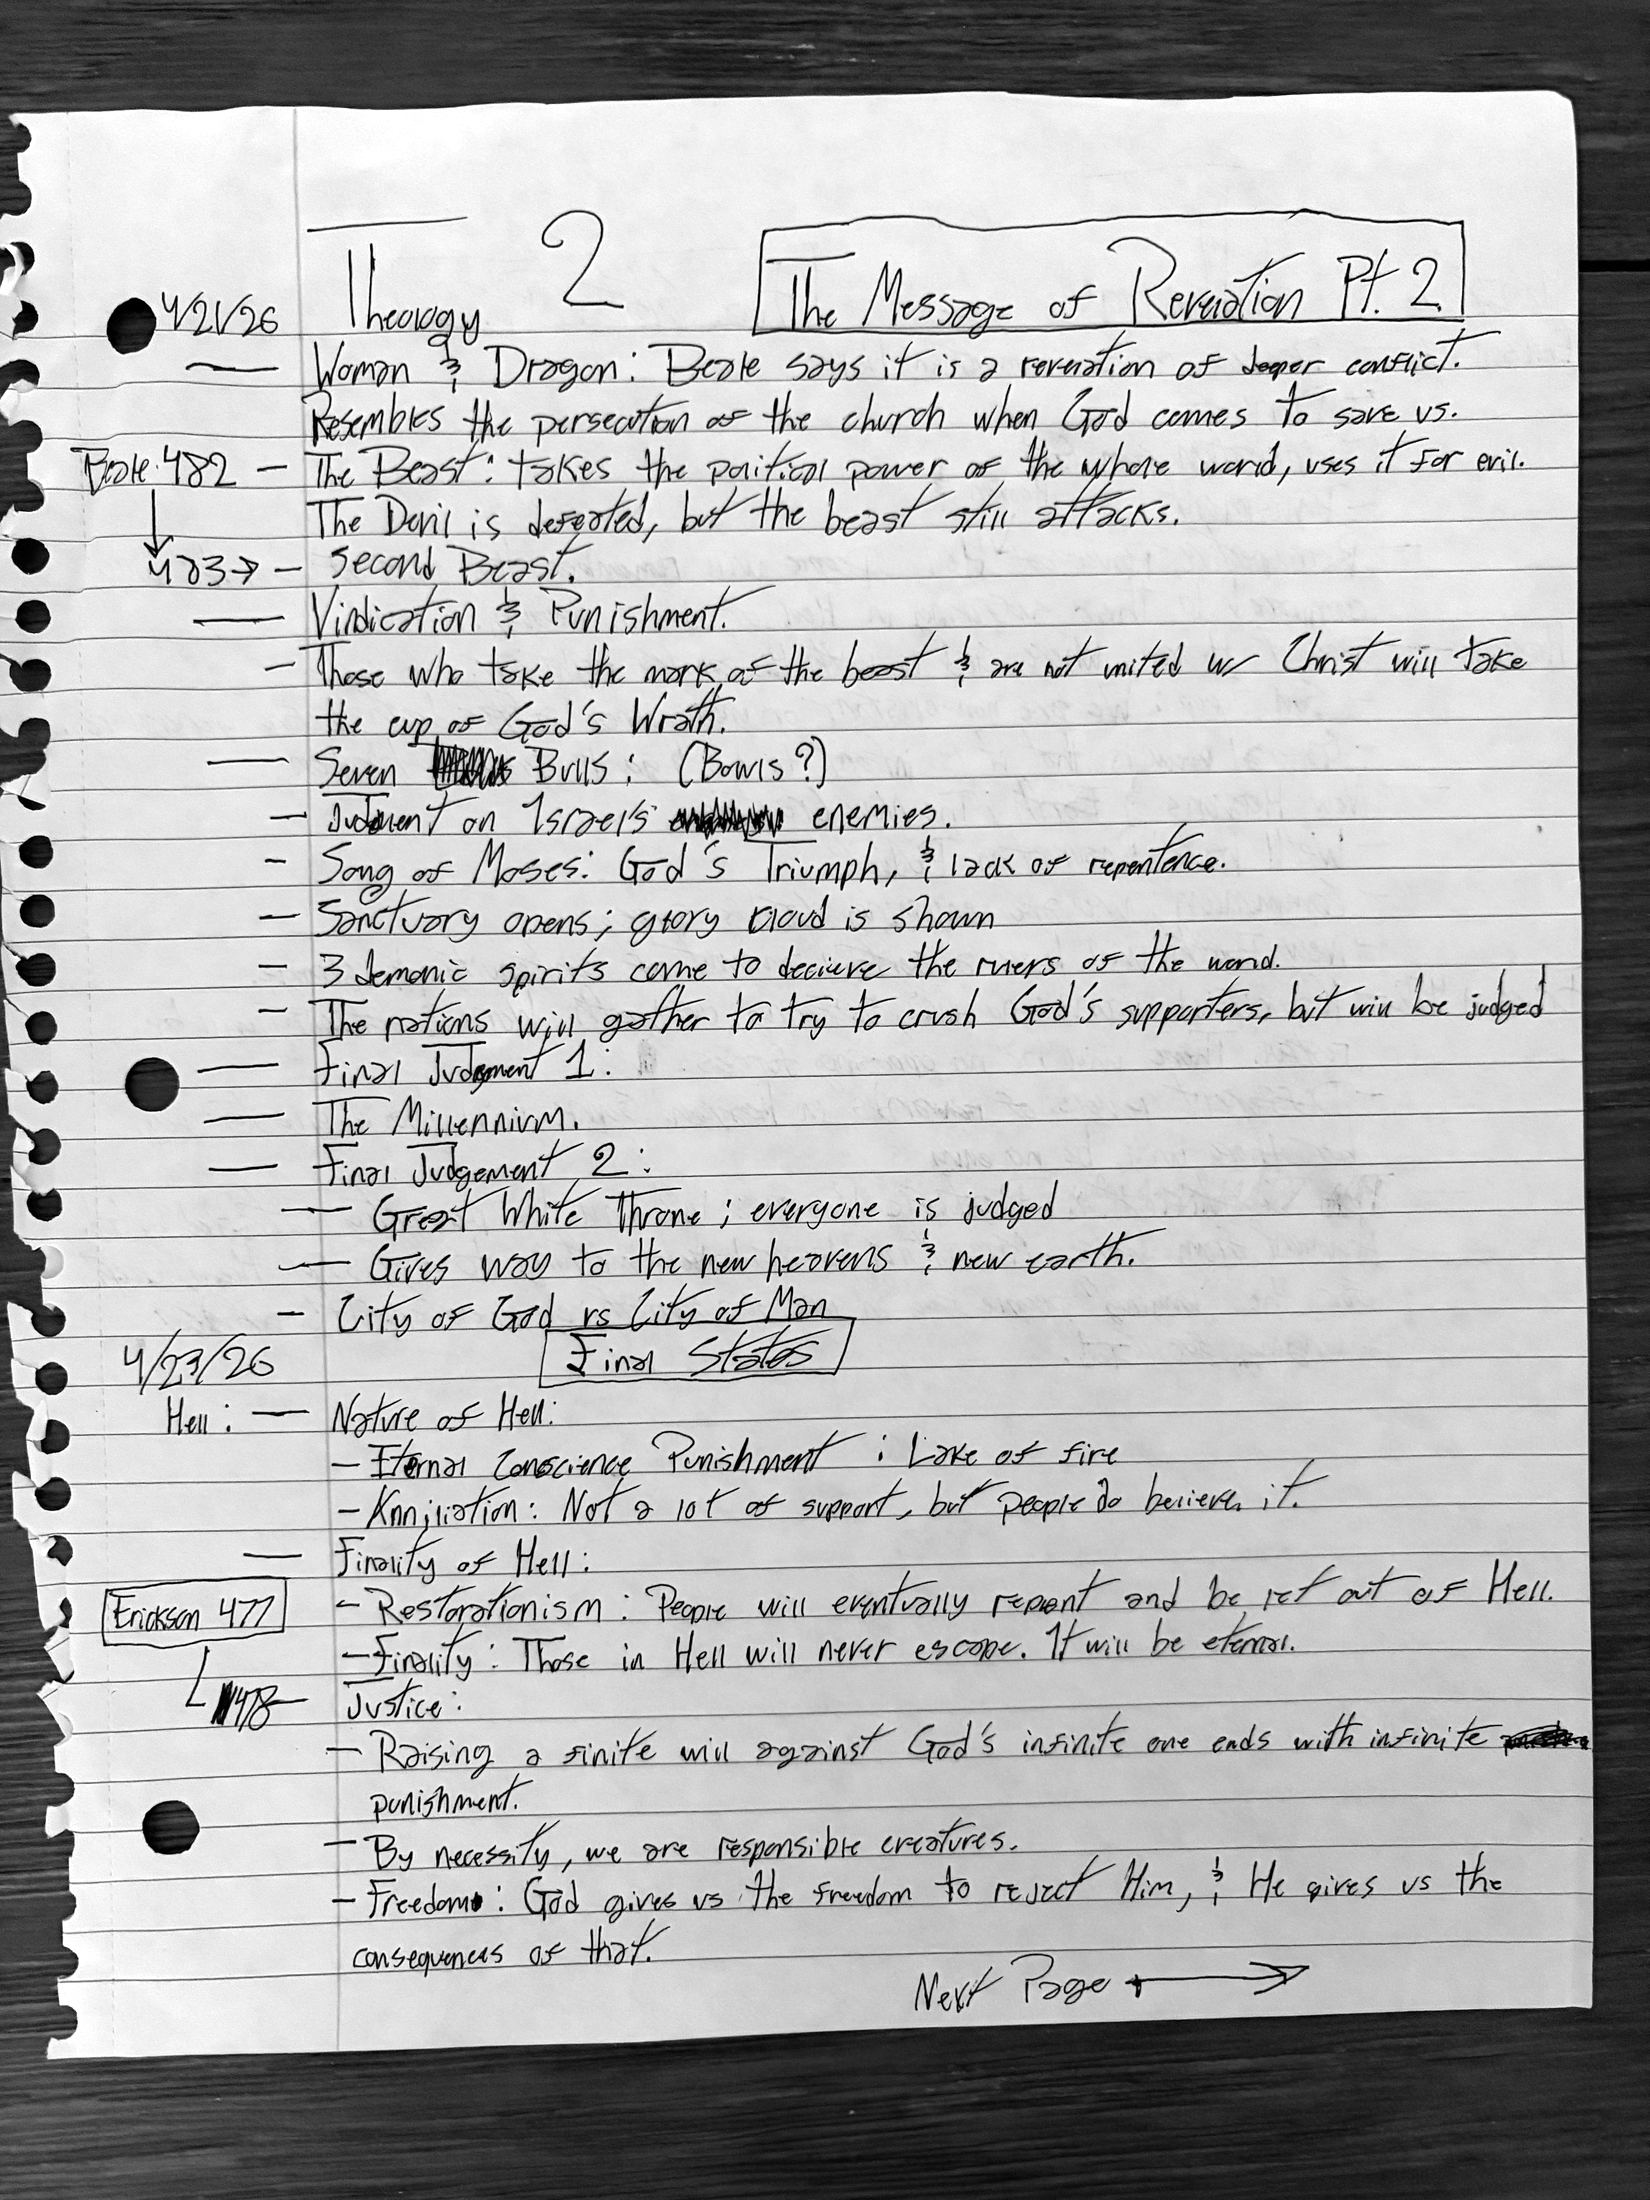 Theology 2 The Message of Revelation Pt. 2
4/21/26
— Woman & Dragon: Beale says it is a revelation of deeper conflict.
Resembles the persecution of the church when God comes to save us.
Beale 482 — The Beast: takes the political power of the whole world, uses it for evil.
The Devil is defeated, but the beast still attacks.
483 → — Second Beast.
— Vindication & Punishment.
- Those who take the mark of the beast & are not united w/ Christ will take
the cup of God's Wrath.
— Seven Bulls: (Bowls?)
- Judment on Israel's enemies.
- Song of Moses: God's Triumph, & lack of repentence.
- Sanctuary opens; glory cloud is shown
- 3 demonic spirits come to decieve the rulers of the world.
- The nations will gather to try to crush God's supporters, but will be judged
— Final Judgment 1:
— The Millennium.
— Final Judgement 2:
— Great White Throne; everyone is judged
— Gives way to the new heavens & new earth.
- City of God vs City of Man
4/23/26 Final States
Hell: — Nature of Hell:
- Eternal Conscience Punishment: Lake of fire
- Annjliation: Not a lot of support, but people do believe it.
— Finality of Hell:
Erickson 477 - Restorationism: People will eventually repent and be let out of Hell.
- Finality: Those in Hell will never escape. It will be eternal.
478 — Justice:
- Raising a finite will against God's infinite one ends with infinite
punishment.
- By necessity, we are responsible creatures.
- Freedom: God gives us the freedom to reject Him, & He gives us the
consequences of that.
Next Page →